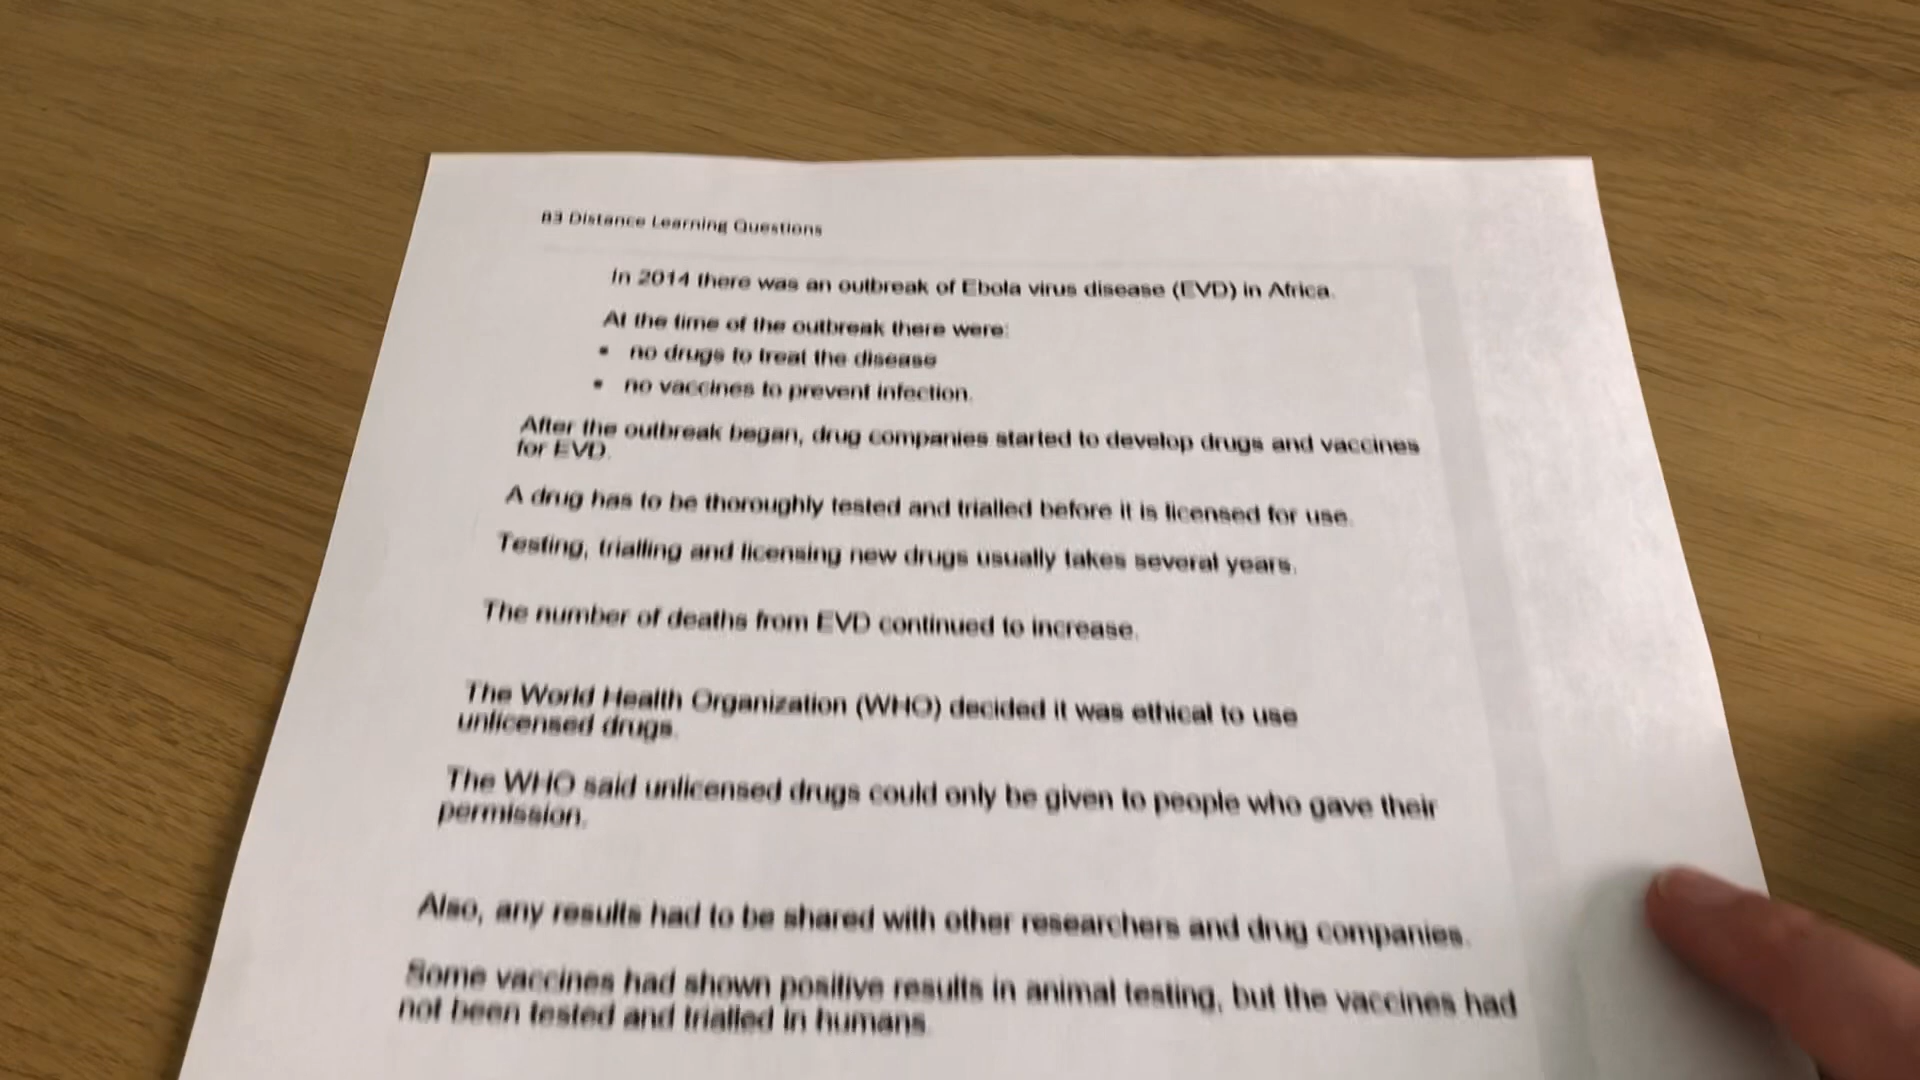 B3 Distance Learning Questions
In 2014 there was an outbreak of Ebola virus disease (EVD) in Africa.
At the time of the outbreak there were:
• no drugs to treat the disease
• no vaccines to prevent infection.
After the outbreak began, drug companies started to develop drugs and vaccines
for EVD.
A drug has to be thoroughly tested and trialled before it is licensed for use.
Testing, trialling and licensing new drugs usually takes several years.
The number of deaths from EVD continued to increase.
The World Health Organization (WHO) decided it was ethical to use
unlicensed drugs.
The WHO said unlicensed drugs could only be given to people who gave their
permission.
Also, any results had to be shared with other researchers and drug companies.
Some vaccines had shown positive results in animal testing, but the vaccines had
not been tested and trialled in humans.